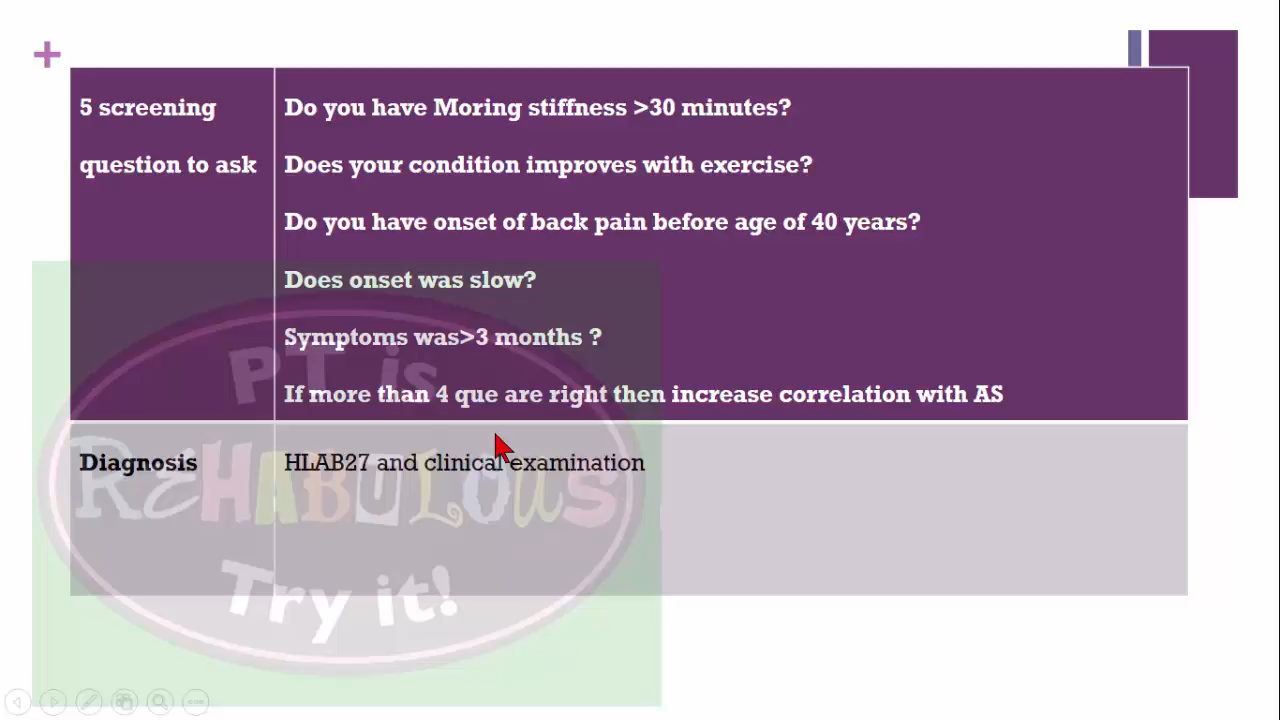 5 screening
question to ask
Do you have Moring stiffness >30 minutes?
Does your condition improves with exercise?
Do you have onset of back pain before age of 40 years?
Does onset was slow?
Symptoms was>3 months ?
If more than 4 que are right then increase correlation with AS
Diagnosis
HLAB27 and clinical examination
PT is
REHABULOUS
Try it!